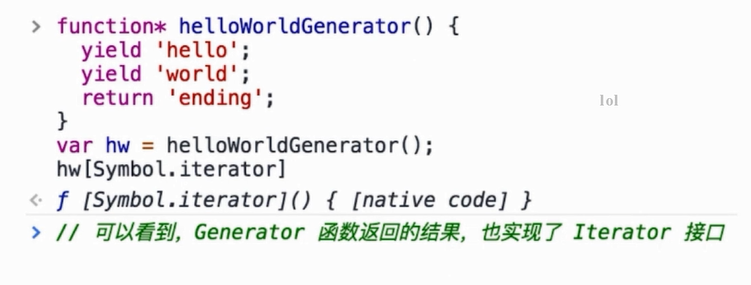 > function* helloWorldGenerator() {
yield 'hello';
yield 'world';
return 'ending';
lol
}
var hw = helloWorldGenerator();
hw[Symbol.iterator]
f [Symbol.iterator]() { [native code] }
> // 可以看到, Generator 函数返回的结果, 也实现了 Iterator 接口